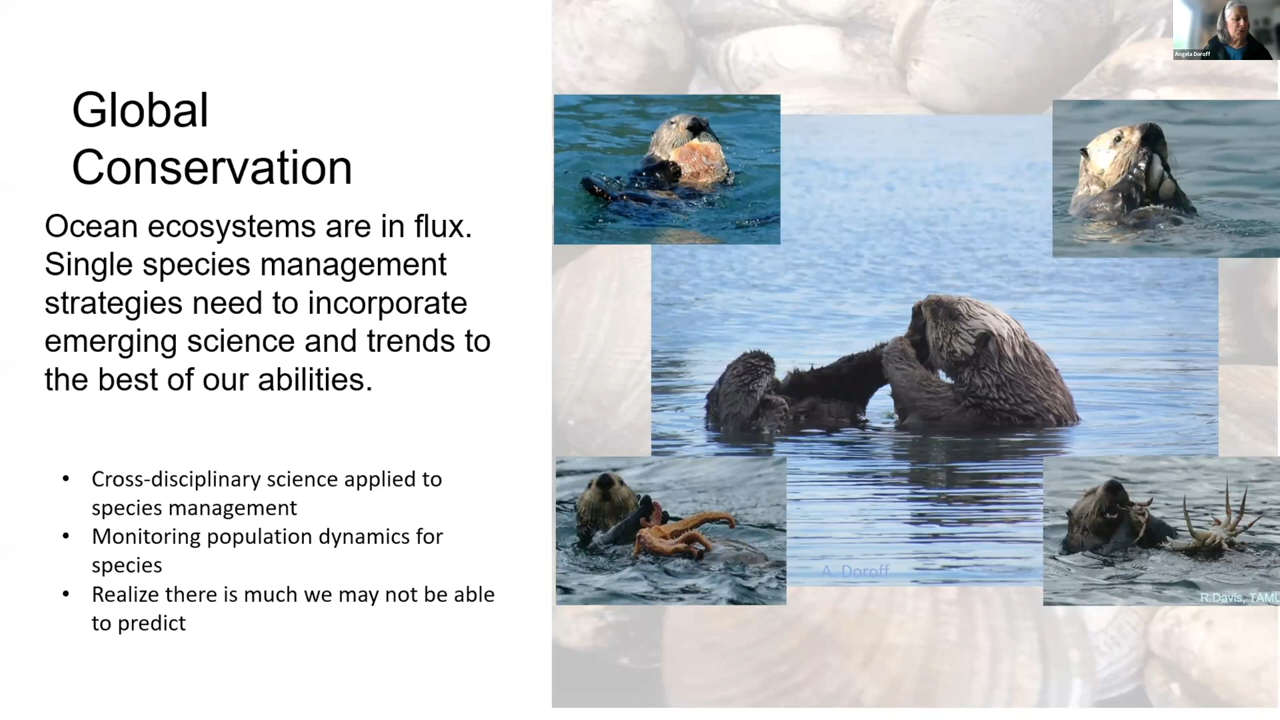 Global
Conservation
Ocean ecosystems are in flux.
Single species management
strategies need to incorporate
emerging science and trends to
the best of our abilities.
• Cross-disciplinary science applied to
species management
• Monitoring population dynamics for
species
• Realize there is much we may not be able
to predict
Angela Doroff
A. Doroff
R.Davis, TAMU